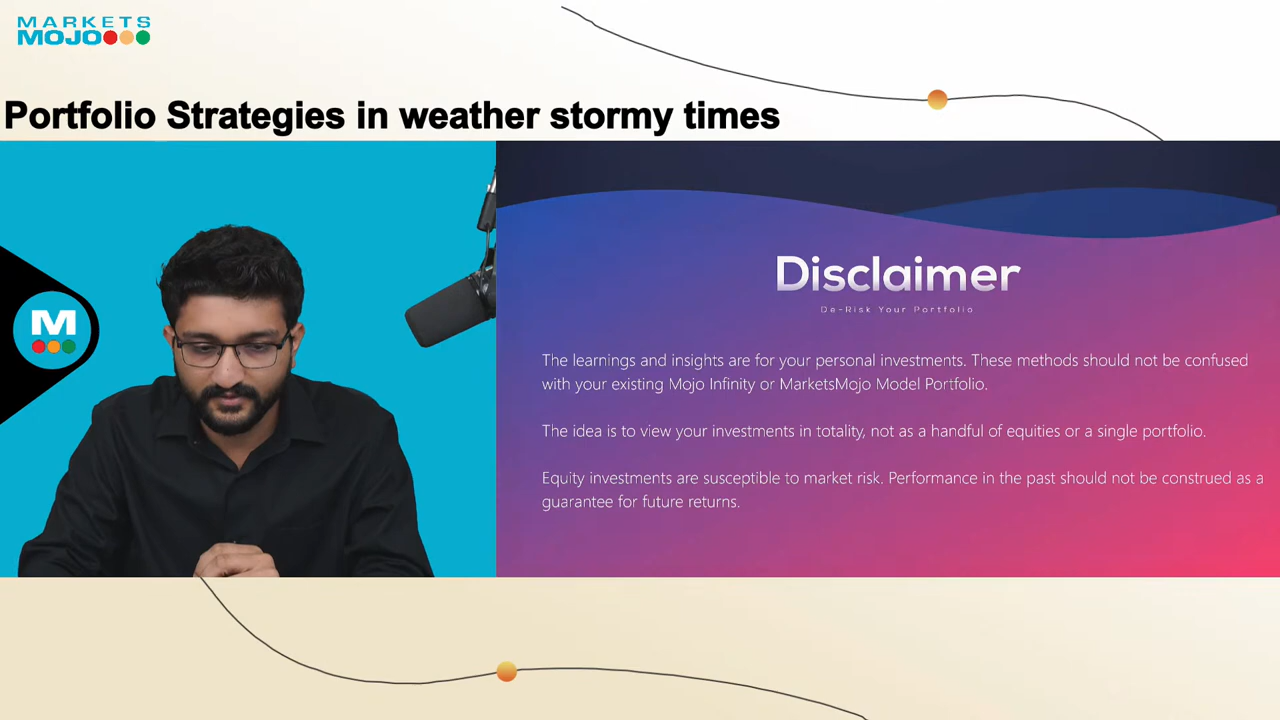 MARKETS
MOJO
Portfolio Strategies in weather stormy times
M
Disclaimer
De-Risk Your Portfolio
The learnings and insights are for your personal investments. These methods should not be confused
with your existing Mojo Infinity or MarketsMojo Model Portfolio.
The idea is to view your investments in totality, not as a handful of equities or a single portfolio.
Equity investments are susceptible to market risk. Performance in the past should not be construed as a
guarantee for future returns.